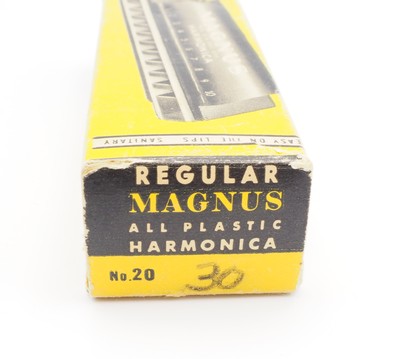 EASY ON THE LIPS SANITARY
REGULAR
MAGNUS
ALL PLASTIC
HARMONICA
No.20 30